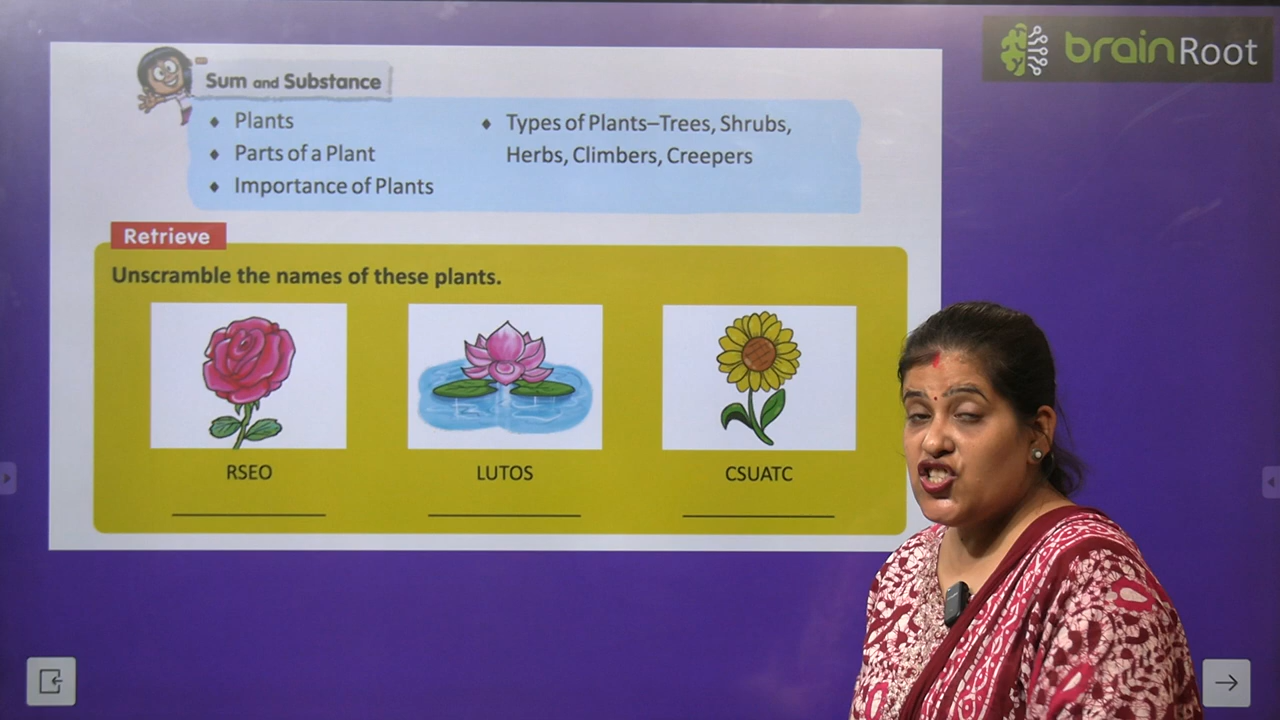 brainRoot
Sum and Substance
♦ Plants
♦ Parts of a Plant
♦ Importance of Plants
♦ Types of Plants–Trees, Shrubs,
Herbs, Climbers, Creepers
Retrieve
Unscramble the names of these plants.
RSEO
LUTOS
CSUATC